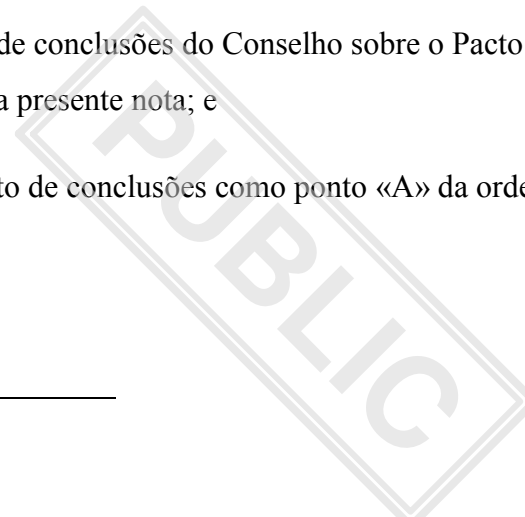 de conclusões do Conselho sobre o Pacto
a presente nota; e
to de conclusões como ponto «A» da orde
PUBLIC